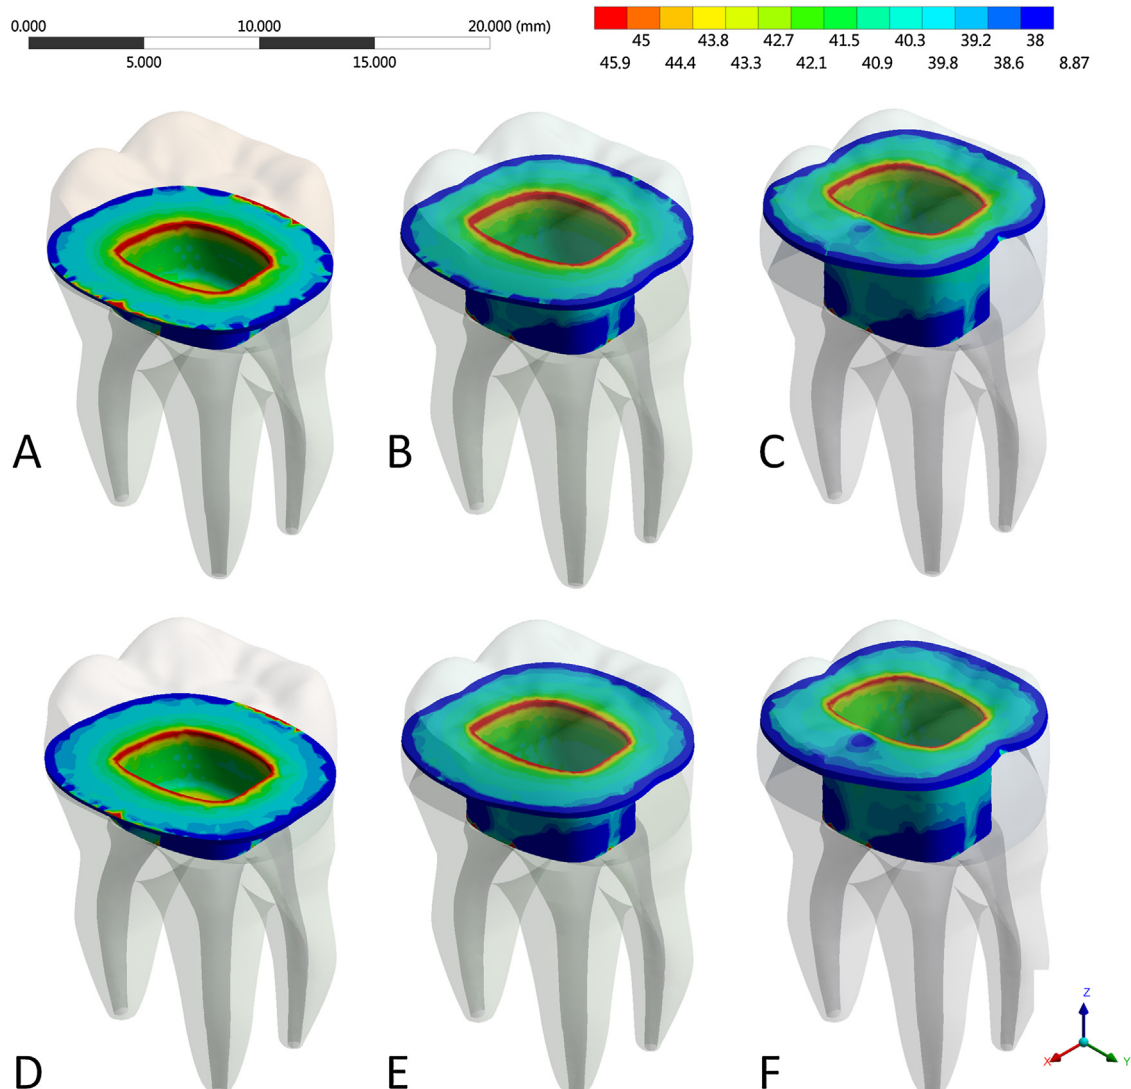 0.000 10.000 20.000 (mm)
5.000 15.000
45 43.8 42.7 41.5 40.3 39.2 38
45.9 44.4 43.3 42.1 40.9 39.8 38.6 8.87
A B C
D E F
Z
X Y